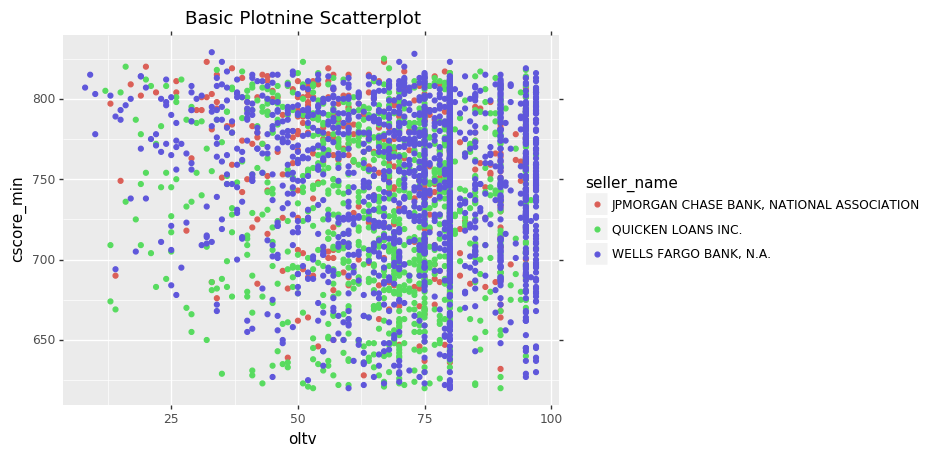 Basic Plotnine Scatterplot
800
750
700
650
cscore_min
25
50
75
100
oltv
seller_name
JPMORGAN CHASE BANK, NATIONAL ASSOCIATION
QUICKEN LOANS INC.
WELLS FARGO BANK, N.A.